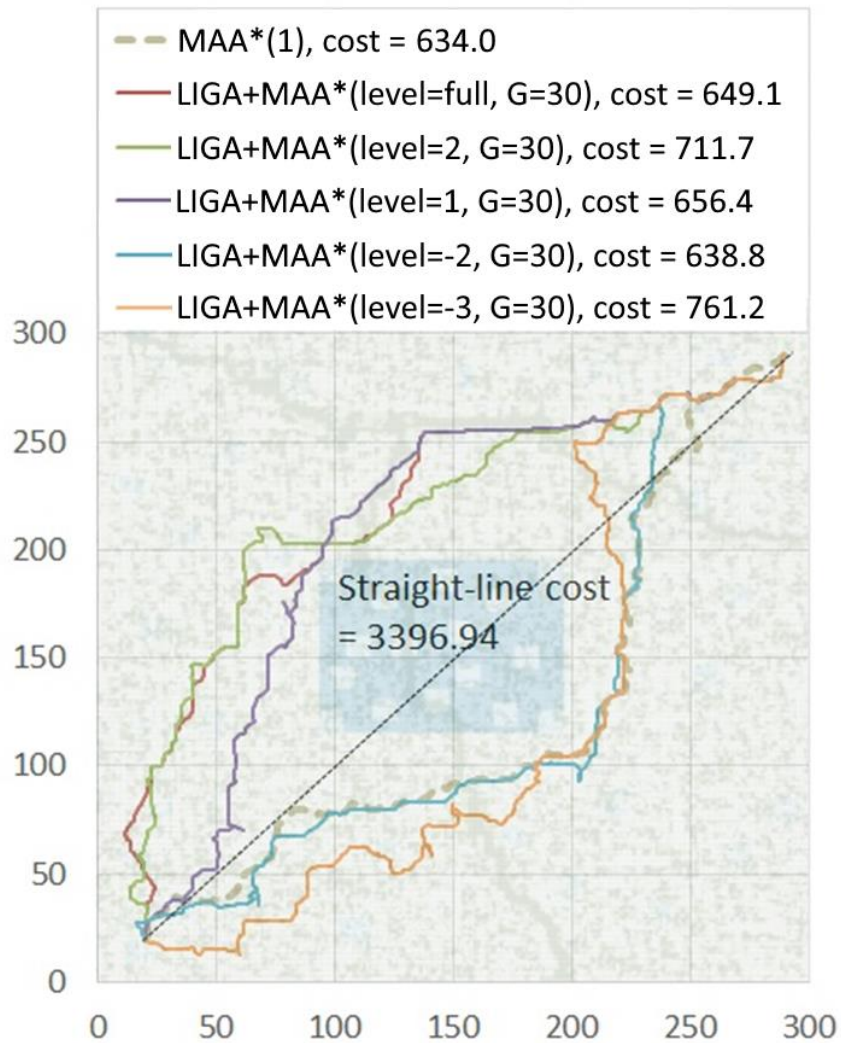 MAA*(1), cost = 634.0
LIGA+MAA*(level=full, G=30), cost = 649.1
LIGA+MAA*(level=2, G=30), cost = 711.7
LIGA+MAA*(level=1, G=30), cost = 656.4
LIGA+MAA*(level=-2, G=30), cost = 638.8
LIGA+MAA*(level=-3, G=30), cost = 761.2
300
250
200
Straight-line cost
= 3396.94
150
100
50
0
0 50 100 150 200 250 300